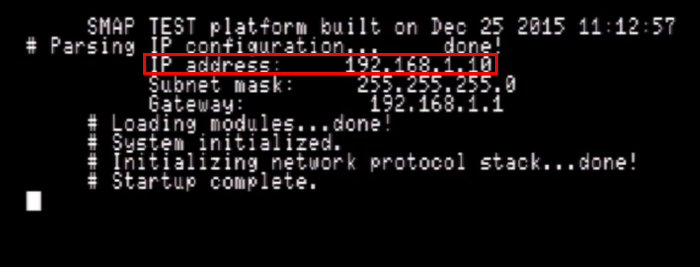 SMAP TEST platform built on Dec 25 2015 11:12:57
# Parsing IP configuration... done!
IP address: 192.168.1.10
Subnet mask: 255.255.255.0
Gateway: 192.168.1.1
# Loading modules...done!
# System initialized.
# Initializing network protocol stack...done!
# Startup complete.